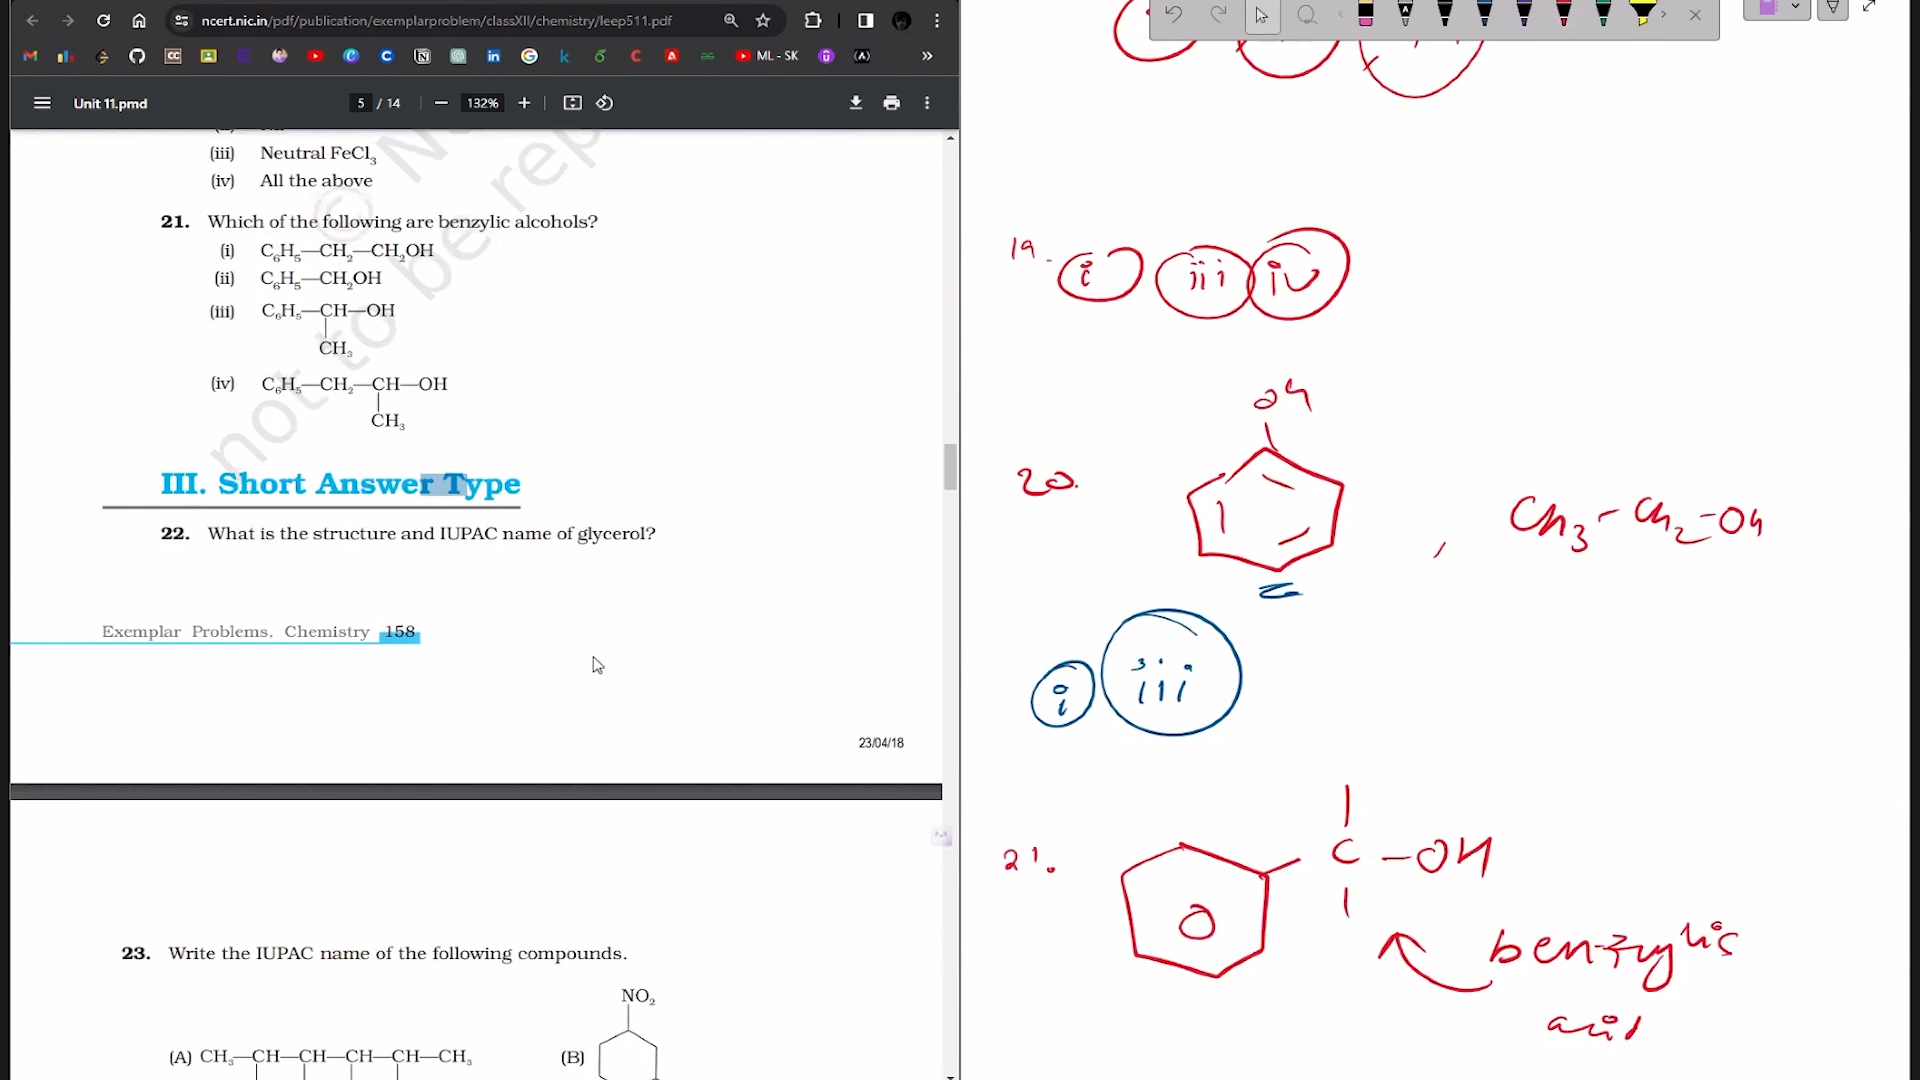 ncert.nic.in/pdf/publication/exemplarproblem/classXII/chemistry/leep511.pdf
ML - SK
Unit 11.pmd
5 / 14
132%
(iii) Neutral FeCl₃
(iv) All the above
21. Which of the following are benzylic alcohols?
(i) C₆H₅—CH₂—CH₂OH
(ii) C₆H₅—CH₂OH
(iii) C₆H₅—CH—OH
CH₃
(iv) C₆H₅—CH₂—CH—OH
CH₃
III. Short Answer Type
22. What is the structure and IUPAC name of glycerol?
Exemplar Problems, Chemistry 158
23/04/18
23. Write the IUPAC name of the following compounds.
NO₂
(A) CH₃—CH—CH—CH—CH—CH₃ (B)
© N
not to be rep
19.
i iii iv
OH
20.
, CH₃-CH₂-OH
i iii
21.
C -OH
benzylic
acid